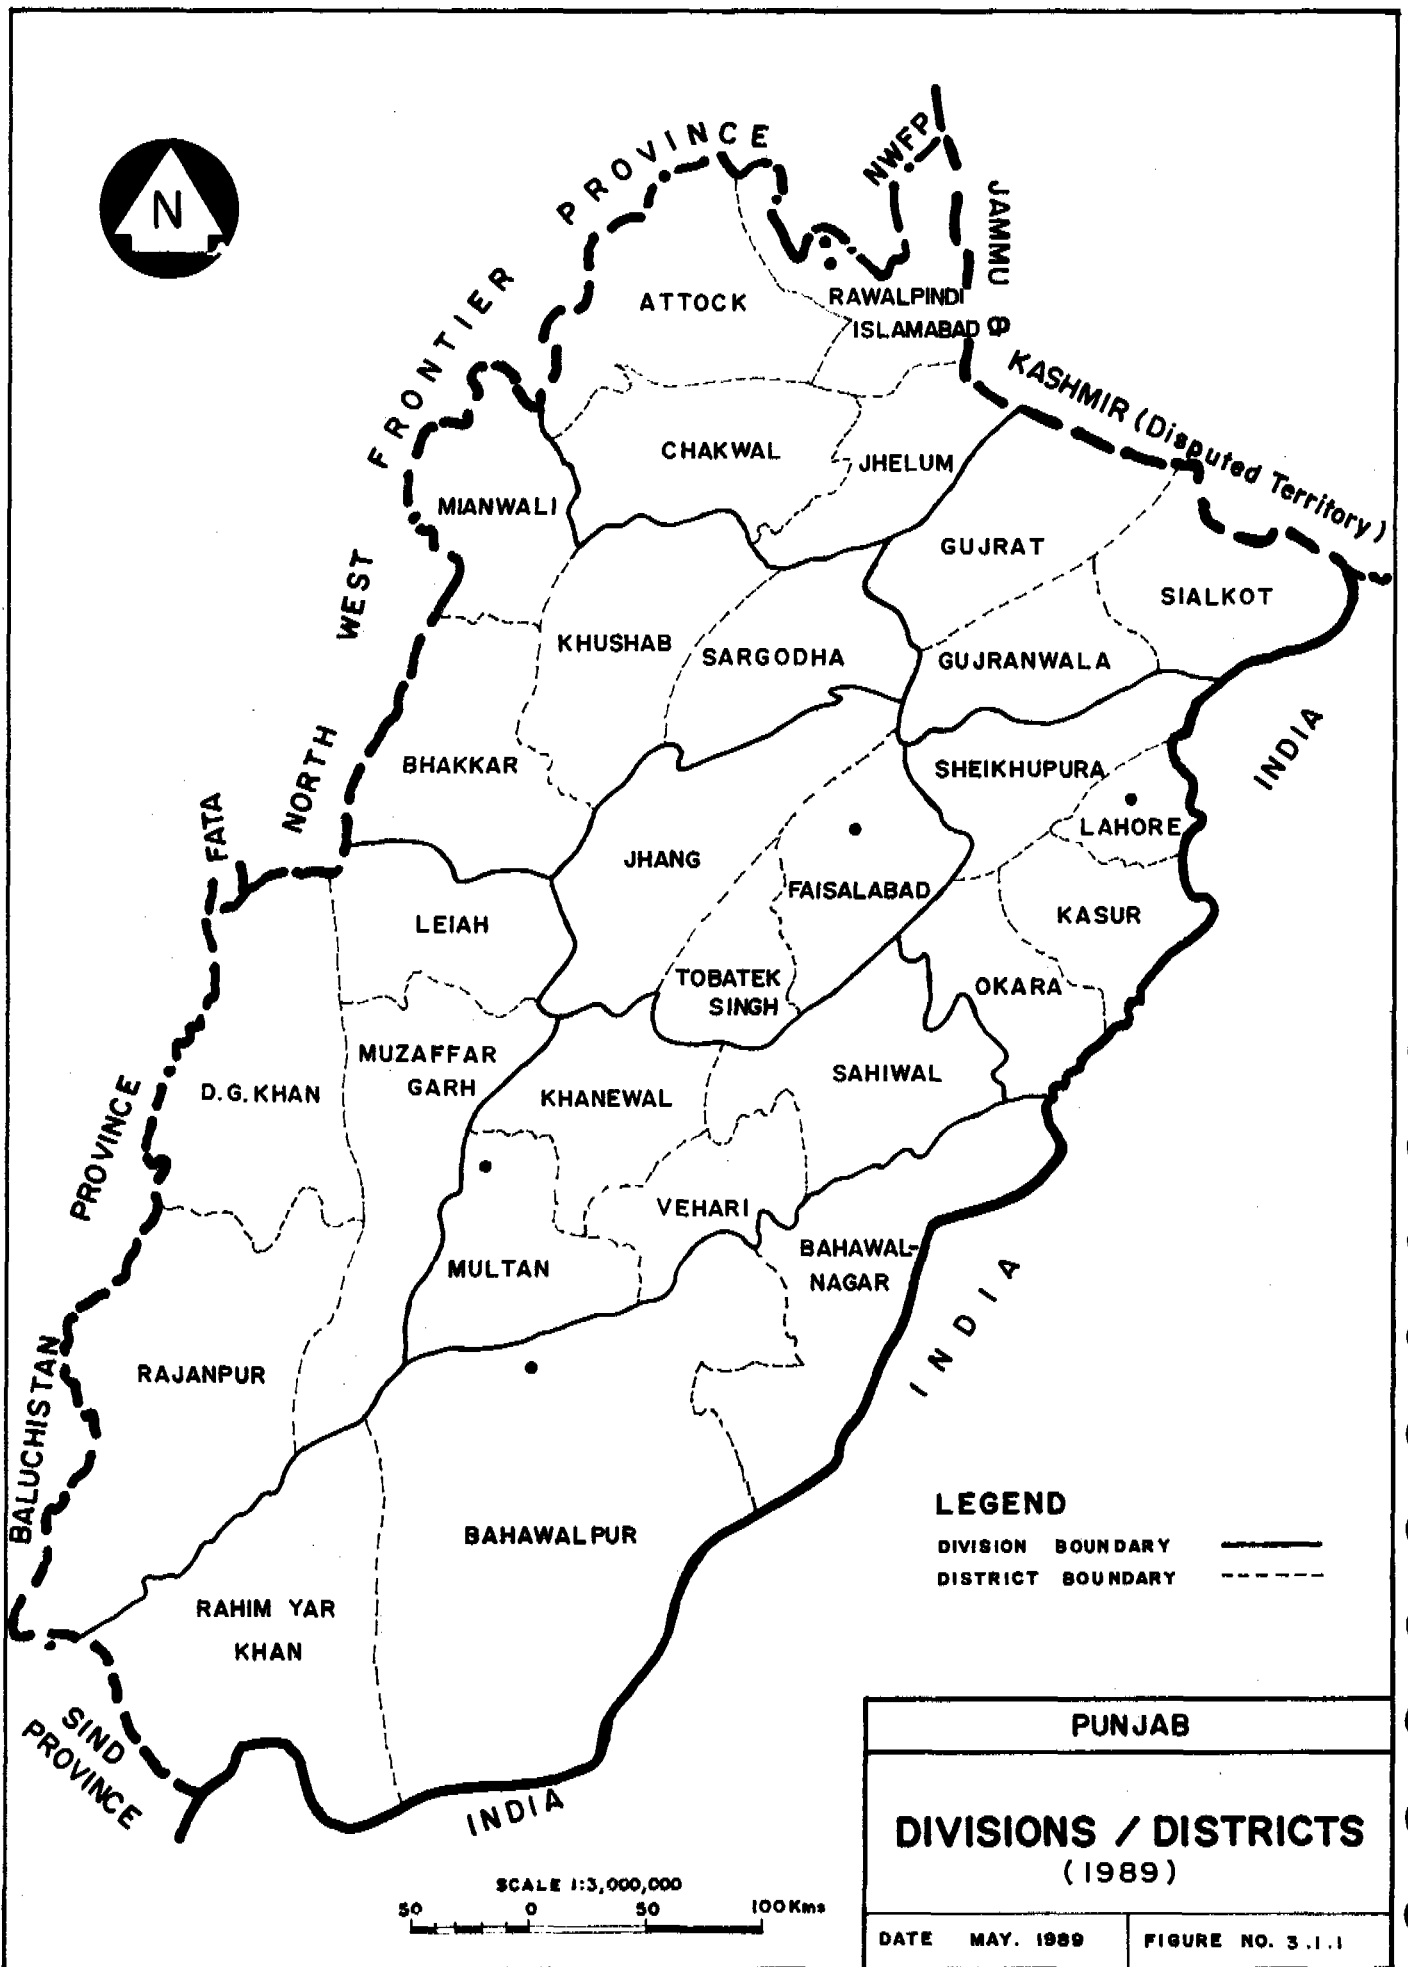 N
NORTH WEST FRONTIER PROVINCE
NWFP
JAMMU &
KASHMIR (Disputed Territory)
ATTOCK
RAWALPINDI
ISLAMABAD
CHAKWAL
JHELUM
MIANWALI
GUJRAT
SIALKOT
KHUSHAB
SARGODHA
GUJRANWALA
BHAKKAR
SHEIKHUPURA
INDIA
LAHORE
FATA
JHANG
FAISALABAD
KASUR
LEIAH
TOBATEK
SINGH
OKARA
MUZAFFAR
GARH
D.G.KHAN
KHANEWAL
SAHIWAL
BALUCHISTAN PROVINCE
VEHARI
MULTAN
BAHAWAL-
NAGAR
INDIA
RAJANPUR
BAHAWALPUR
RAHIM YAR
KHAN
SIND
PROVINCE
INDIA
LEGEND
DIVISION BOUNDARY
DISTRICT BOUNDARY
SCALE 1:3,000,000
50 0 50 100Kms
PUNJAB
DIVISIONS / DISTRICTS
(1989)
DATE MAY. 1989
FIGURE NO. 3.1.1